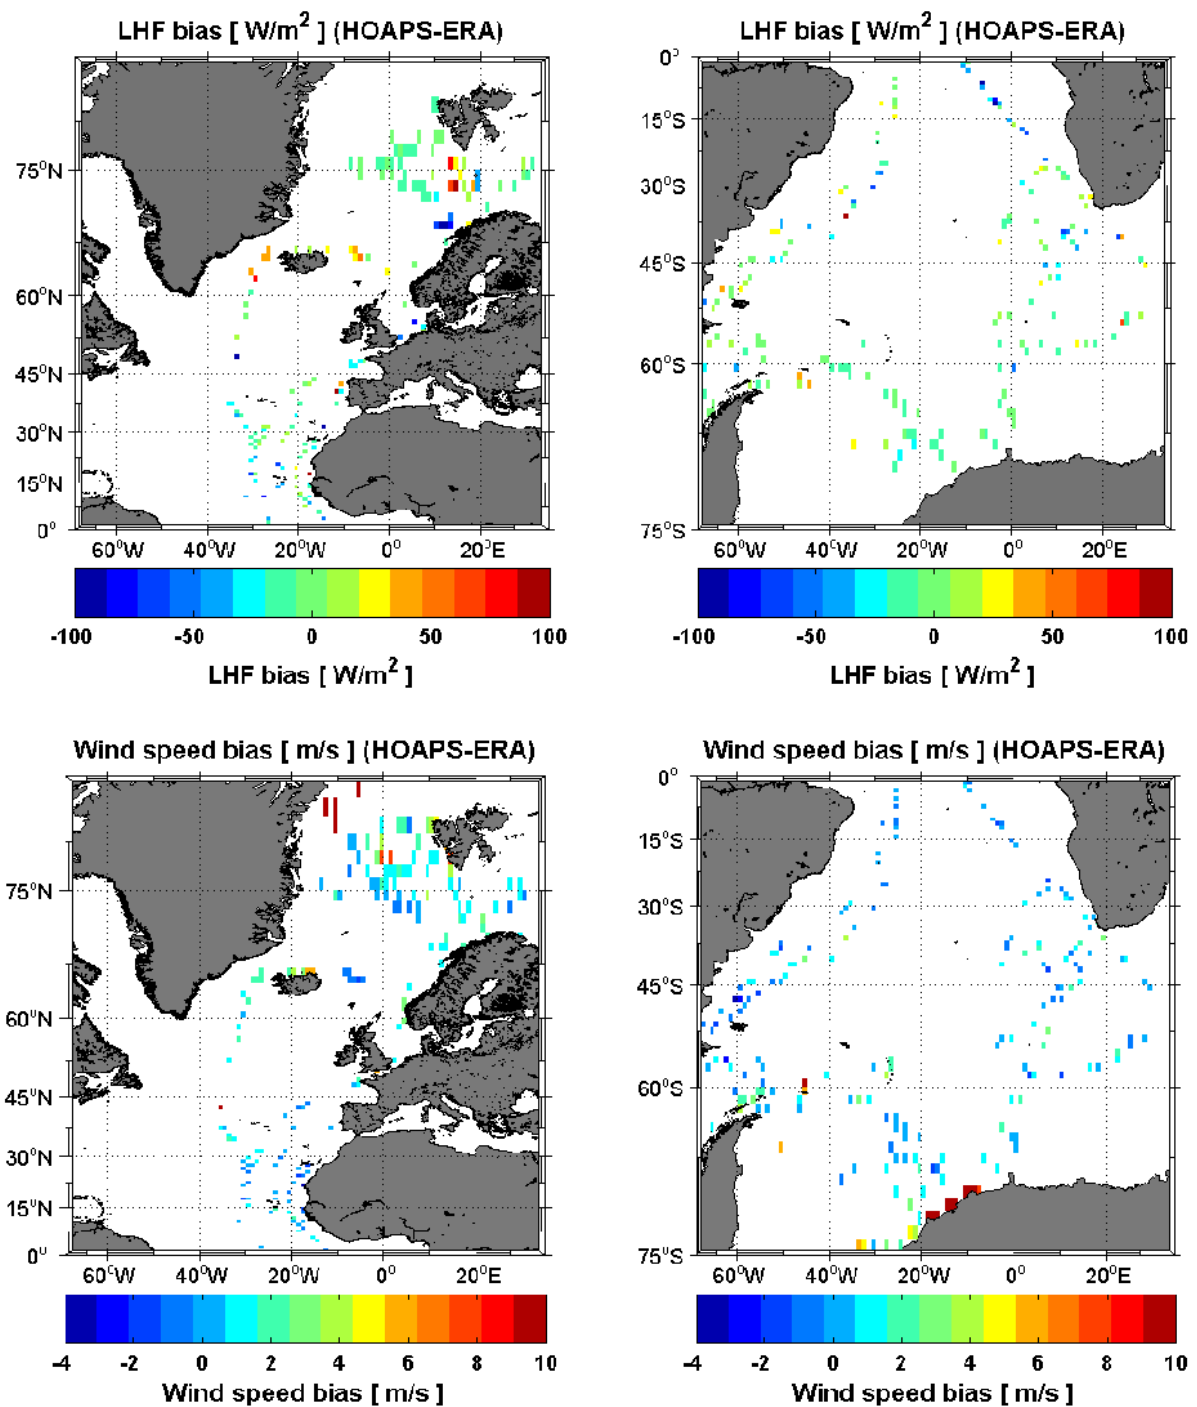 LHF bias [ W/m² ] (HOAPS-ERA)
75°N
60°N
45°N
30°N
15°N
0°
60°W 40°W 20°W 0° 20°E
-100 -50 0 50 100
LHF bias [ W/m² ]
LHF bias [ W/m² ] (HOAPS-ERA)
0°
15°S
30°S
45°S
60°S
75°S
60°W 40°W 20°W 0° 20°E
-100 -50 0 50 100
LHF bias [ W/m² ]
Wind speed bias [ m/s ] (HOAPS-ERA)
75°N
60°N
45°N
30°N
15°N
0°
60°W 40°W 20°W 0° 20°E
-4 -2 0 2 4 6 8 10
Wind speed bias [ m/s ]
Wind speed bias [ m/s ] (HOAPS-ERA)
0°
15°S
30°S
45°S
60°S
75°S
60°W 40°W 20°W 0° 20°E
-4 -2 0 2 4 6 8 10
Wind speed bias [ m/s ]